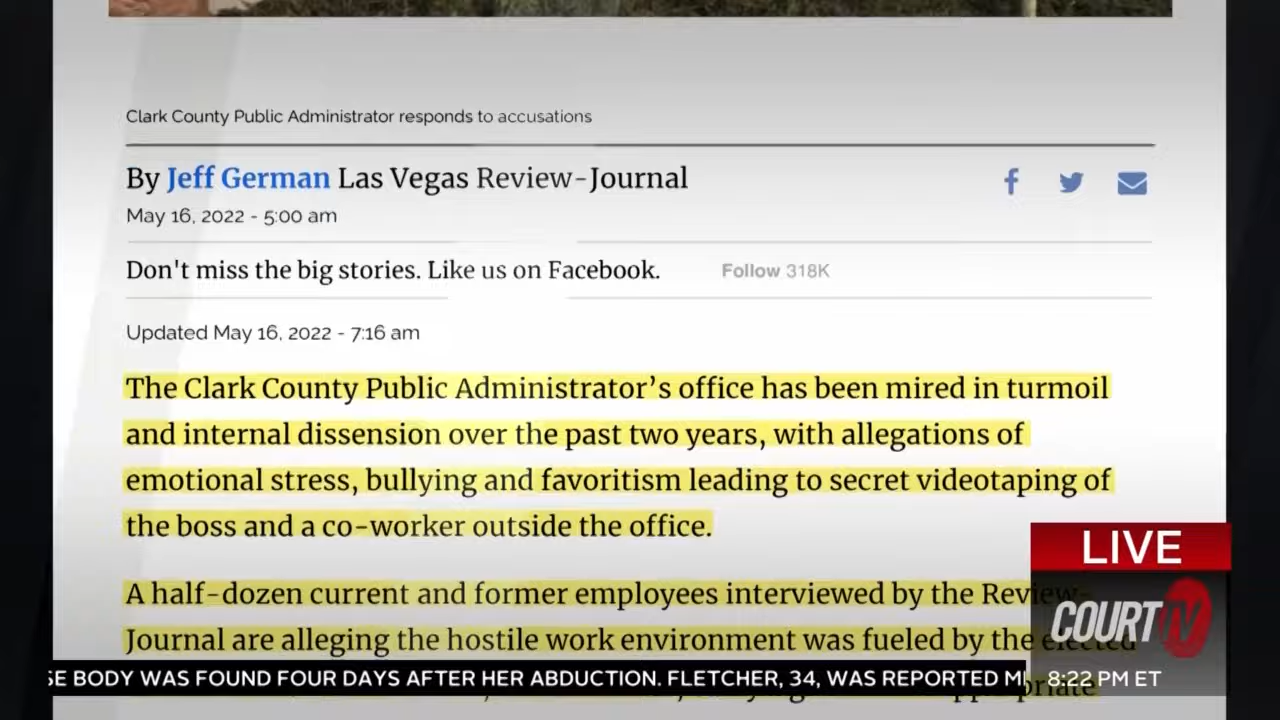 Clark County Public Administrator responds to accusations
By Jeff German Las Vegas Review-Journal
May 16, 2022 - 5:00 am
Don't miss the big stories. Like us on Facebook.
Follow 318K
Updated May 16, 2022 - 7:16 am
The Clark County Public Administrator's office has been mired in turmoil
and internal dissension over the past two years, with allegations of
emotional stress, bullying and favoritism leading to secret videotaping of
the boss and a co-worker outside the office.
A half-dozen current and former employees interviewed by the Review-
Journal are alleging the hostile work environment was fueled by the elected
LIVE
COURT TV
SE BODY WAS FOUND FOUR DAYS AFTER HER ABDUCTION. FLETCHER, 34, WAS REPORTED MI
8:22 PM ET